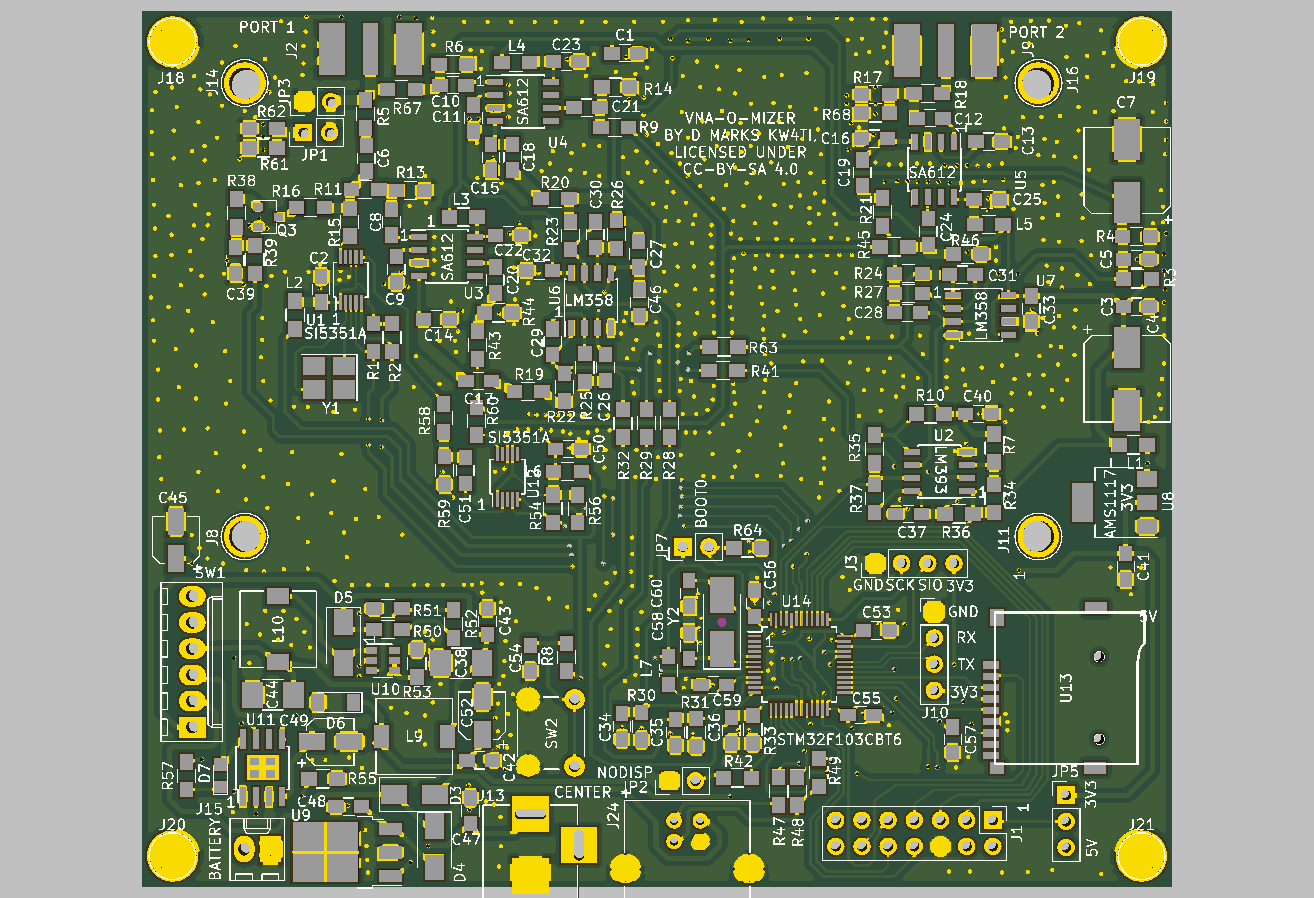 PORT 1
J2
R6
L4
C23
C1
R17
J9
PORT 2
J18
J14
JP3
R67
C10
C11
1
SA612
R14
C21
R9
U4
R18
J16
J19
C7
R62
R61
JP1
R5
C6
C18
C15
VNA-O-MIZER
BY D MARKS KW4TI,
LICENSED UNDER
CC-BY-SA 4.0
R68
C16
C19
C12
C13
SA612
U5
C25
R38
R16
R11
R13
L3
R20
C30
R26
R21
C24
L5
+
Q3
R15
C8
1
SA612
C22
R23
C27
R45
R46
R4
R39
C39
C2
L2
U1
1
SI5351A
C9
U3
C20
C32
U6
LM358
1
C46
R24
R27
C28
C31
1
LM358
U7
C33
C5
R3
C3
C4
+
R1
R2
C14
R43
R44
C29
R63
R41
Y1
C17
R19
R22
R25
C26
R58
R60
SI5351A
C50
R32
R29
R28
R10
C40
R35
U2
LM393
1
R7
R34
R37
C37
R36
AMS1117
3V3
U8
R59
C51
1
R54
R56
C45
J8
SW1
BOOT0
JP7
R64
J11
1
C41
J3
GND
SCK
SIO
3V3
D5
R51
R50
R52
C43
L10
C60
C58
Y2
C56
U14
1
C53
GND
RX
TX
3V3
J10
5V
U13
C44
U10
R53
C38
C54
R8
L7
C59
C55
C57
U11
C49
D6
L9
C52
SW2
R30
R31
C34
C35
C36
R33
STM32F103CBT6
R57
D7
+
R55
C42
NODISP
P2
R42
R49
JP5
3V3
J15
1
C48
U9
D3
J13
CENTER +
J24
R47
R48
1
J1
5V
J20
BATTERY
C47
D4
J21